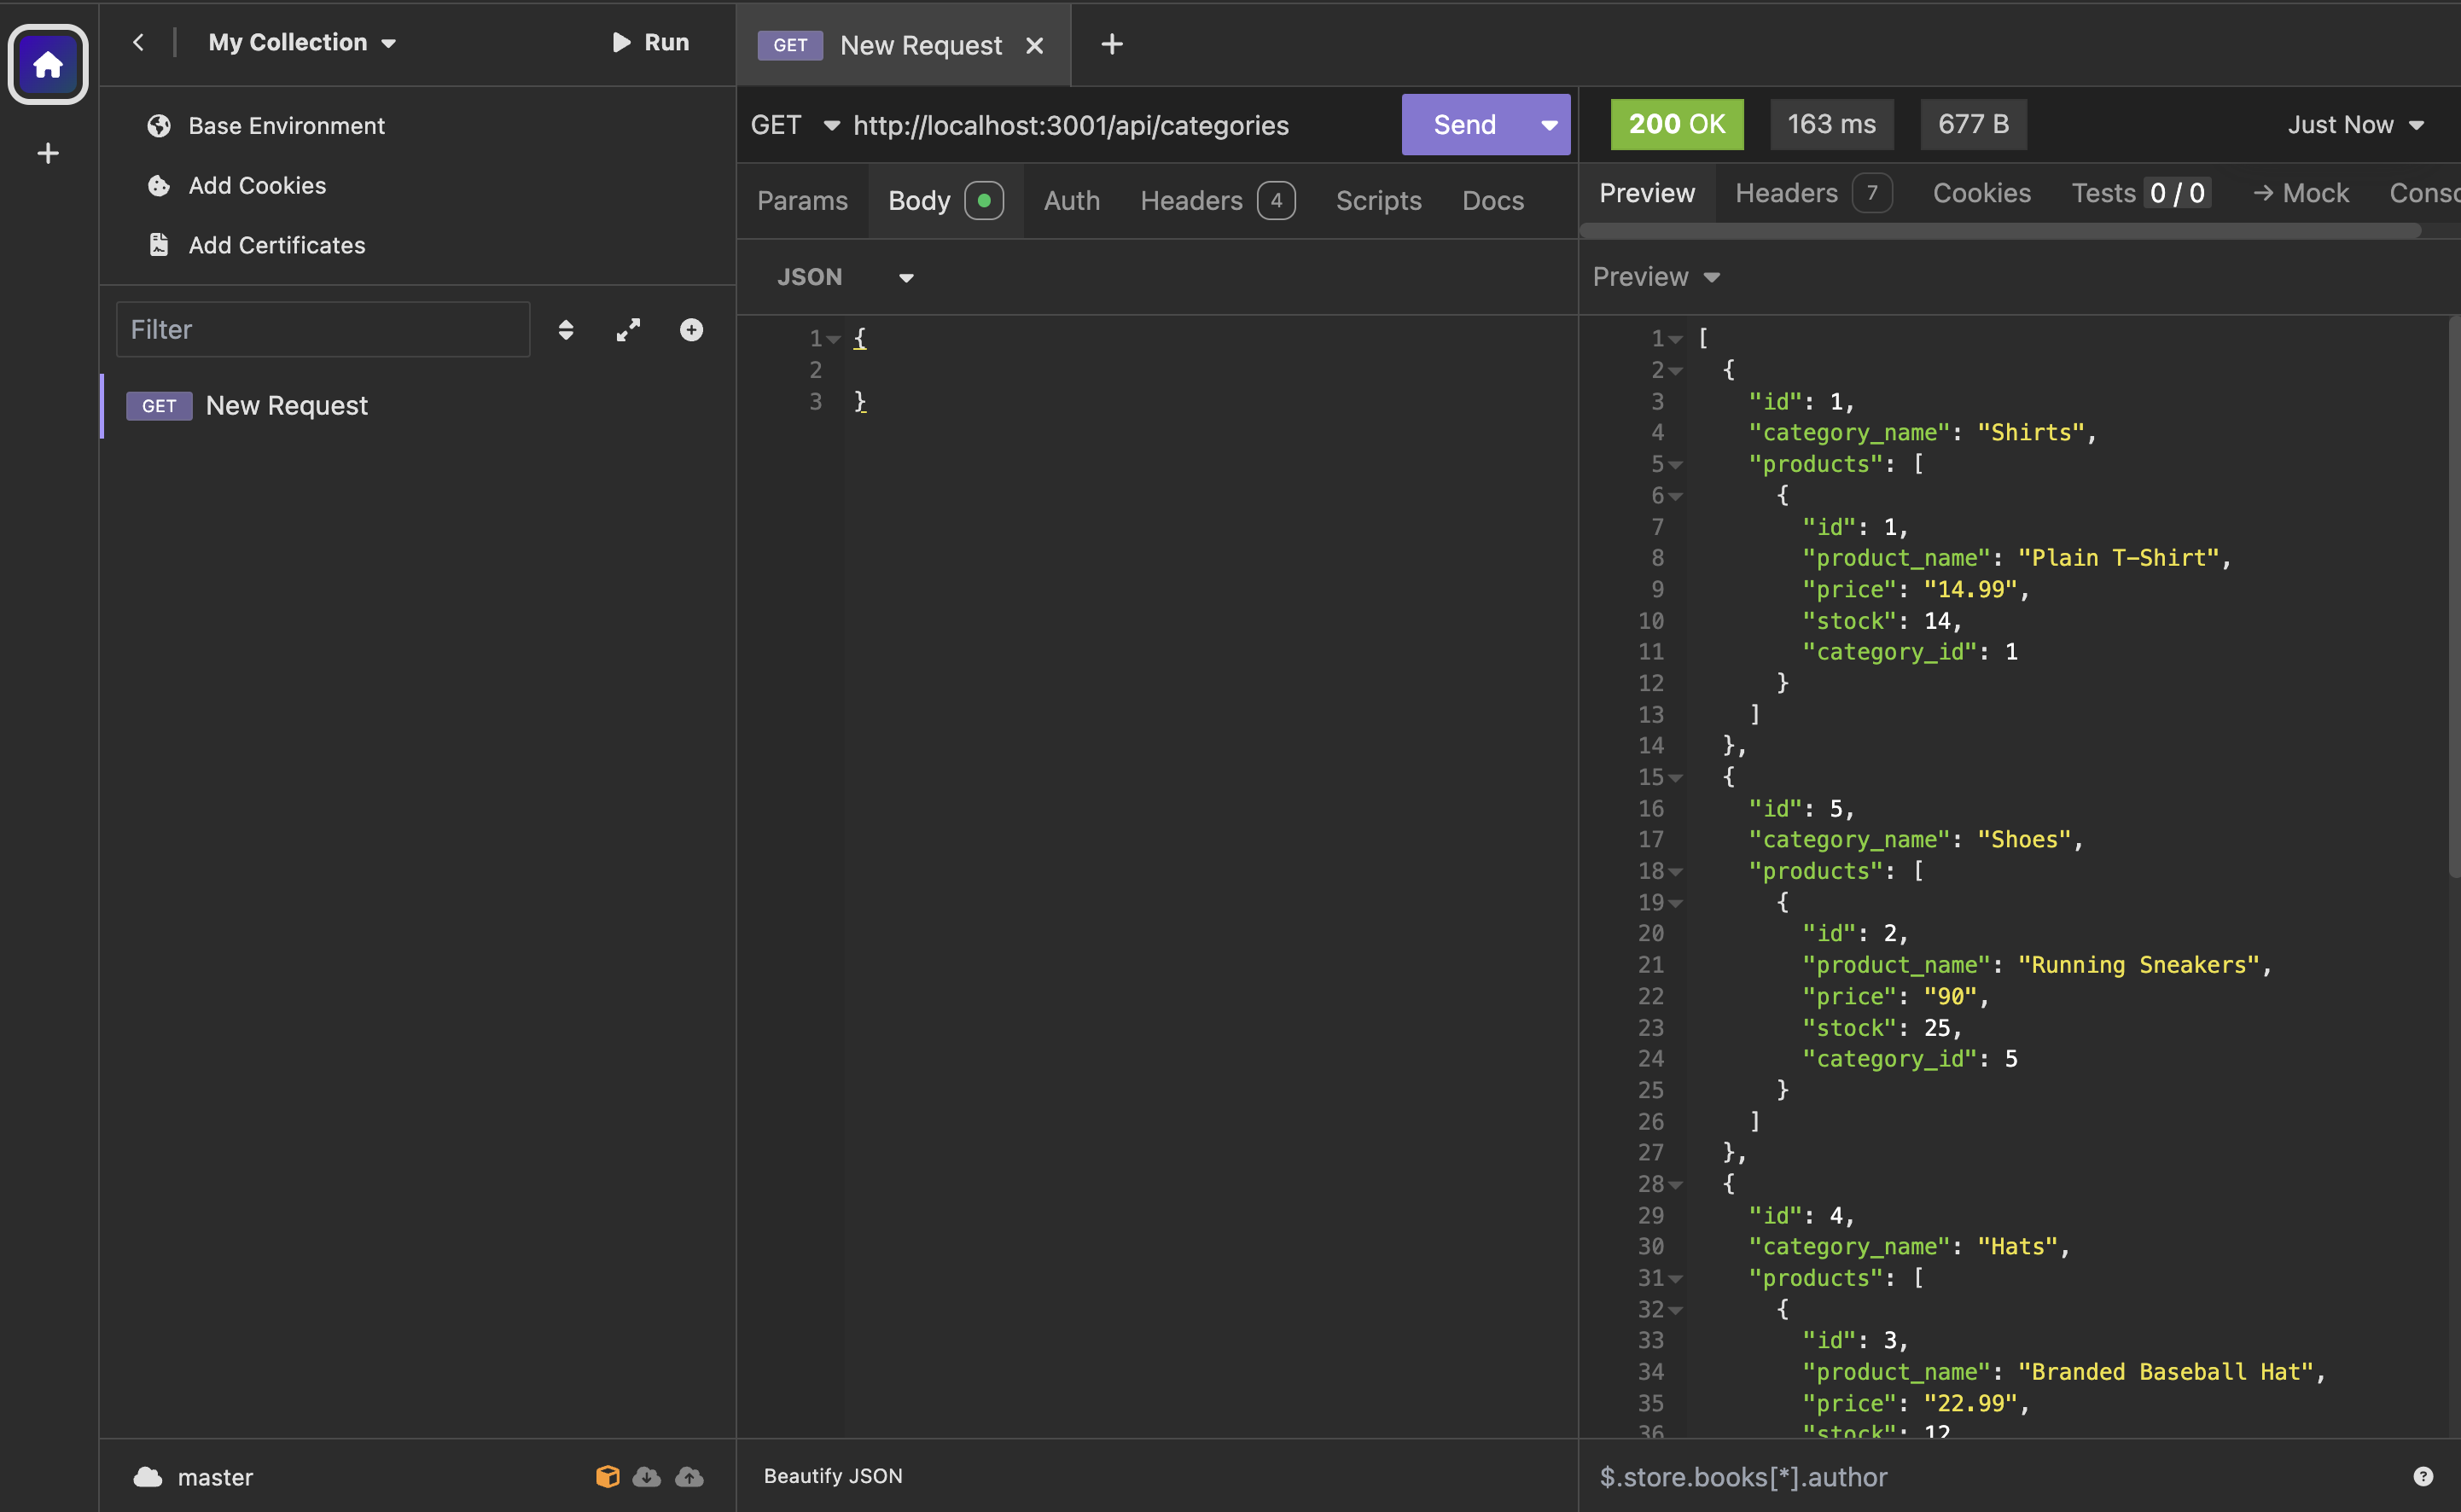 My Collection
Run
Base Environment
Add Cookies
Add Certificates
Filter
GET New Request
master
GET New Request
GET http://localhost:3001/api/categories
Send
Params Body Auth Headers 4 Scripts Docs
JSON
1 {
2
3 }
Beautify JSON
200 OK 163 ms 677 B Just Now
Preview Headers 7 Cookies Tests 0 / 0 → Mock Conso
Preview
1 [
2 {
3 "id": 1,
4 "category_name": "Shirts",
5 "products": [
6 {
7 "id": 1,
8 "product_name": "Plain T-Shirt",
9 "price": "14.99",
10 "stock": 14,
11 "category_id": 1
12 }
13 ]
14 },
15 {
16 "id": 5,
17 "category_name": "Shoes",
18 "products": [
19 {
20 "id": 2,
21 "product_name": "Running Sneakers",
22 "price": "90",
23 "stock": 25,
24 "category_id": 5
25 }
26 ]
27 },
28 {
29 "id": 4,
30 "category_name": "Hats",
31 "products": [
32 {
33 "id": 3,
34 "product_name": "Branded Baseball Hat",
35 "price": "22.99",
36 "stock": 12
$.store.books[*].author